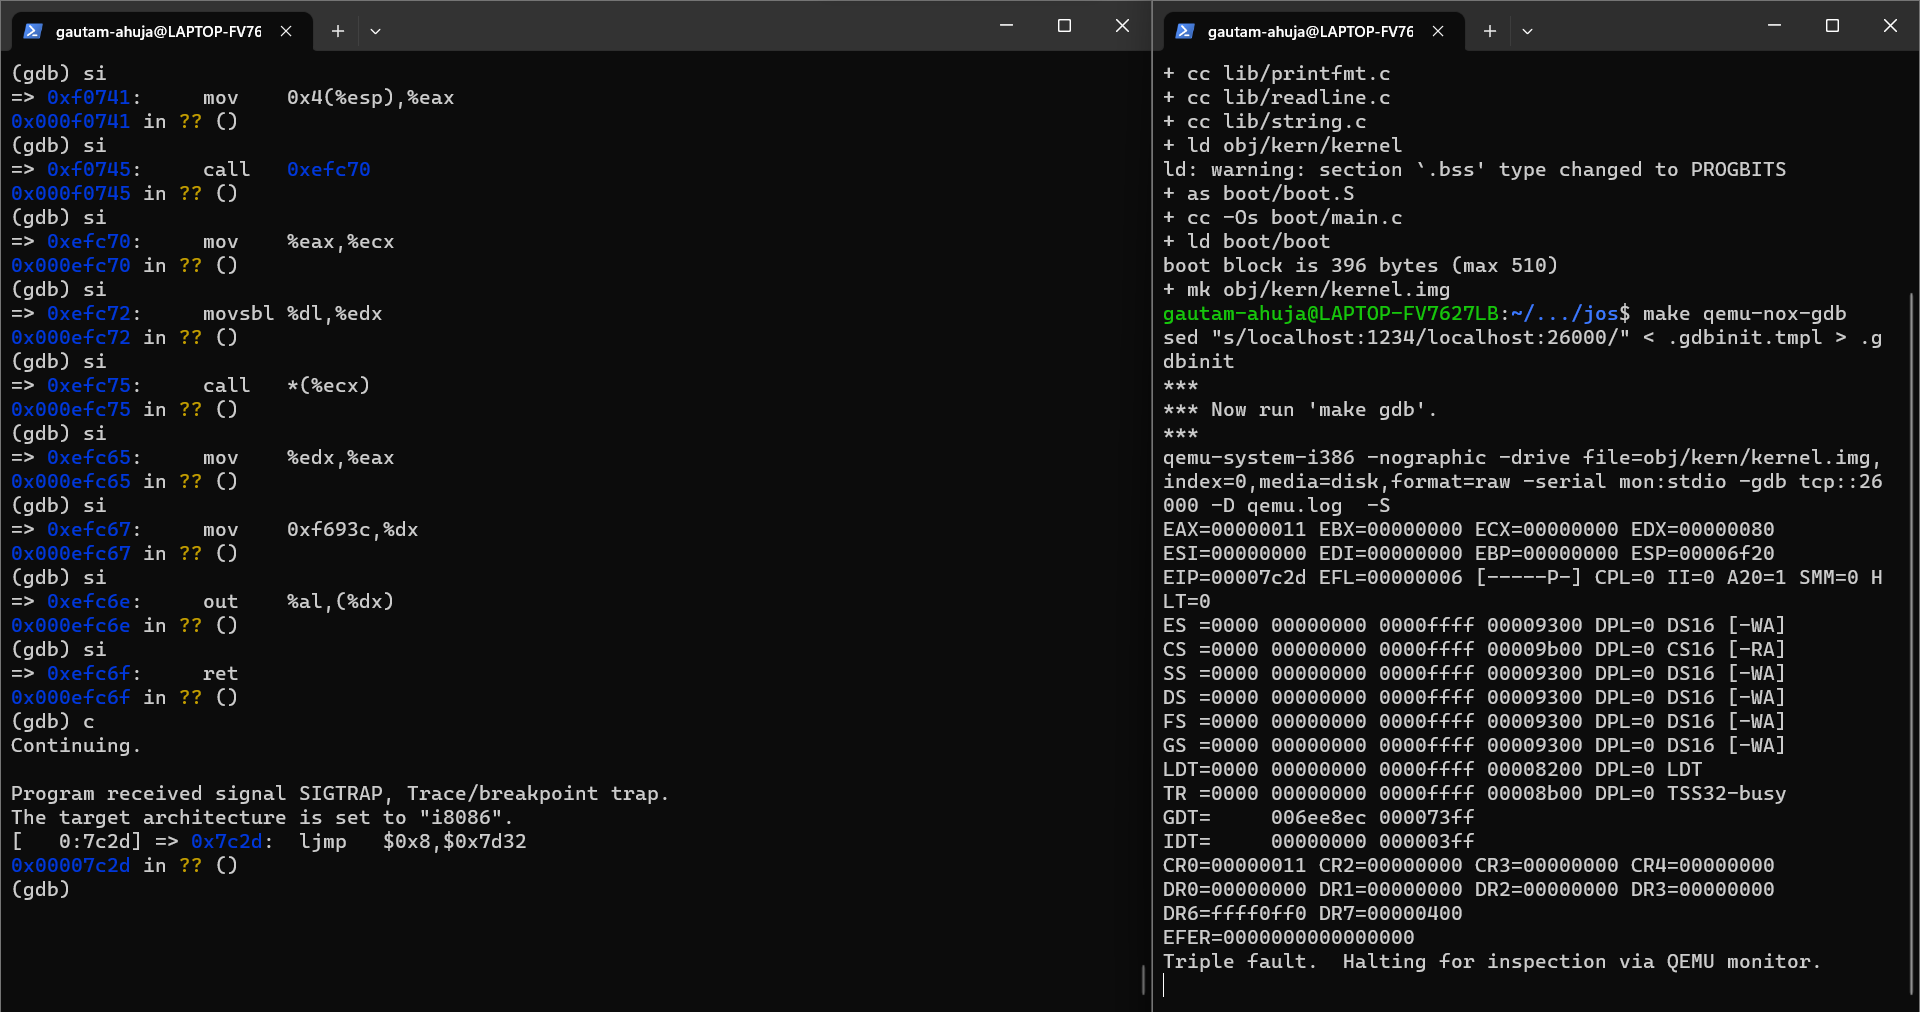 gautam-ahuja@LAPTOP-FV76
(gdb) si
=> 0xf0741:     mov    0x4(%esp),%eax
0x000f0741 in ?? ()
(gdb) si
=> 0xf0745:     call   0xefc70
0x000f0745 in ?? ()
(gdb) si
=> 0xefc70:     mov    %eax,%ecx
0x000efc70 in ?? ()
(gdb) si
=> 0xefc72:     movsbl %dl,%edx
0x000efc72 in ?? ()
(gdb) si
=> 0xefc75:     call   *(%ecx)
0x000efc75 in ?? ()
(gdb) si
=> 0xefc65:     mov    %edx,%eax
0x000efc65 in ?? ()
(gdb) si
=> 0xefc67:     mov    0xf693c,%dx
0x000efc67 in ?? ()
(gdb) si
=> 0xefc6e:     out    %al,(%dx)
0x000efc6e in ?? ()
(gdb) si
=> 0xefc6f:     ret
0x000efc6f in ?? ()
(gdb) c
Continuing.

Program received signal SIGTRAP, Trace/breakpoint trap.
The target architecture is set to "i8086".
[   0:7c2d] => 0x7c2d:  ljmp   $0x8,$0x7d32
0x00007c2d in ?? ()
(gdb)
gautam-ahuja@LAPTOP-FV76
+ cc lib/printfmt.c
+ cc lib/readline.c
+ cc lib/string.c
+ ld obj/kern/kernel
ld: warning: section `.bss' type changed to PROGBITS
+ as boot/boot.S
+ cc -Os boot/main.c
+ ld boot/boot
boot block is 396 bytes (max 510)
+ mk obj/kern/kernel.img
gautam-ahuja@LAPTOP-FV7627LB:~/.../jos$ make qemu-nox-gdb
sed "s/localhost:1234/localhost:26000/" < .gdbinit.tmpl > .g
dbinit
***
*** Now run 'make gdb'.
***
qemu-system-i386 -nographic -drive file=obj/kern/kernel.img,
index=0,media=disk,format=raw -serial mon:stdio -gdb tcp::26
000 -D qemu.log  -S
EAX=00000011 EBX=00000000 ECX=00000000 EDX=00000080
ESI=00000000 EDI=00000000 EBP=00000000 ESP=00006f20
EIP=00007c2d EFL=00000006 [-----P-] CPL=0 II=0 A20=1 SMM=0 H
LT=0
ES =0000 00000000 0000ffff 00009300 DPL=0 DS16 [-WA]
CS =0000 00000000 0000ffff 00009b00 DPL=0 CS16 [-RA]
SS =0000 00000000 0000ffff 00009300 DPL=0 DS16 [-WA]
DS =0000 00000000 0000ffff 00009300 DPL=0 DS16 [-WA]
FS =0000 00000000 0000ffff 00009300 DPL=0 DS16 [-WA]
GS =0000 00000000 0000ffff 00009300 DPL=0 DS16 [-WA]
LDT=0000 00000000 0000ffff 00008200 DPL=0 LDT
TR =0000 00000000 0000ffff 00008b00 DPL=0 TSS32-busy
GDT=     006ee8ec 000073ff
IDT=     00000000 000003ff
CR0=00000011 CR2=00000000 CR3=00000000 CR4=00000000
DR0=00000000 DR1=00000000 DR2=00000000 DR3=00000000
DR6=ffff0ff0 DR7=00000400
EFER=0000000000000000
Triple fault.  Halting for inspection via QEMU monitor.